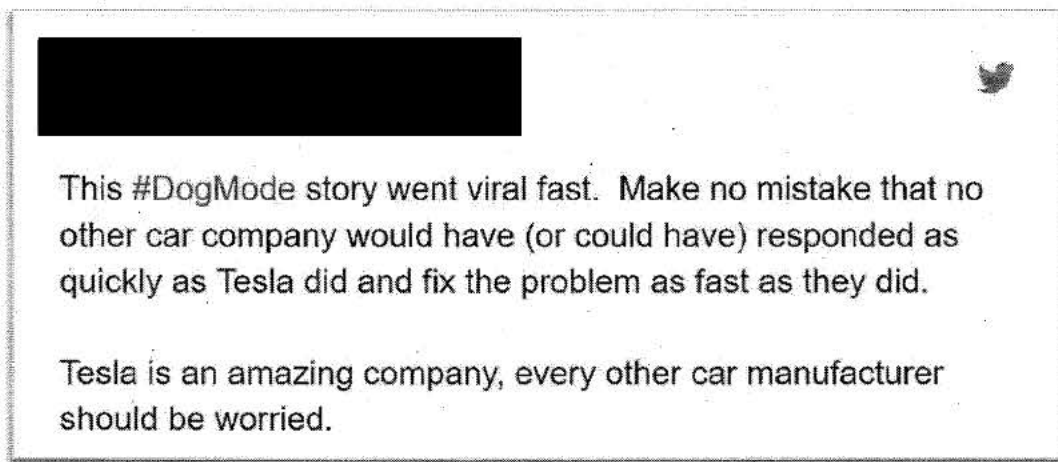 This #DogMode story went viral fast.  Make no mistake that no
other car company would have (or could have) responded as
quickly as Tesla did and fix the problem as fast as they did.
Tesla is an amazing company, every other car manufacturer
should be worried.